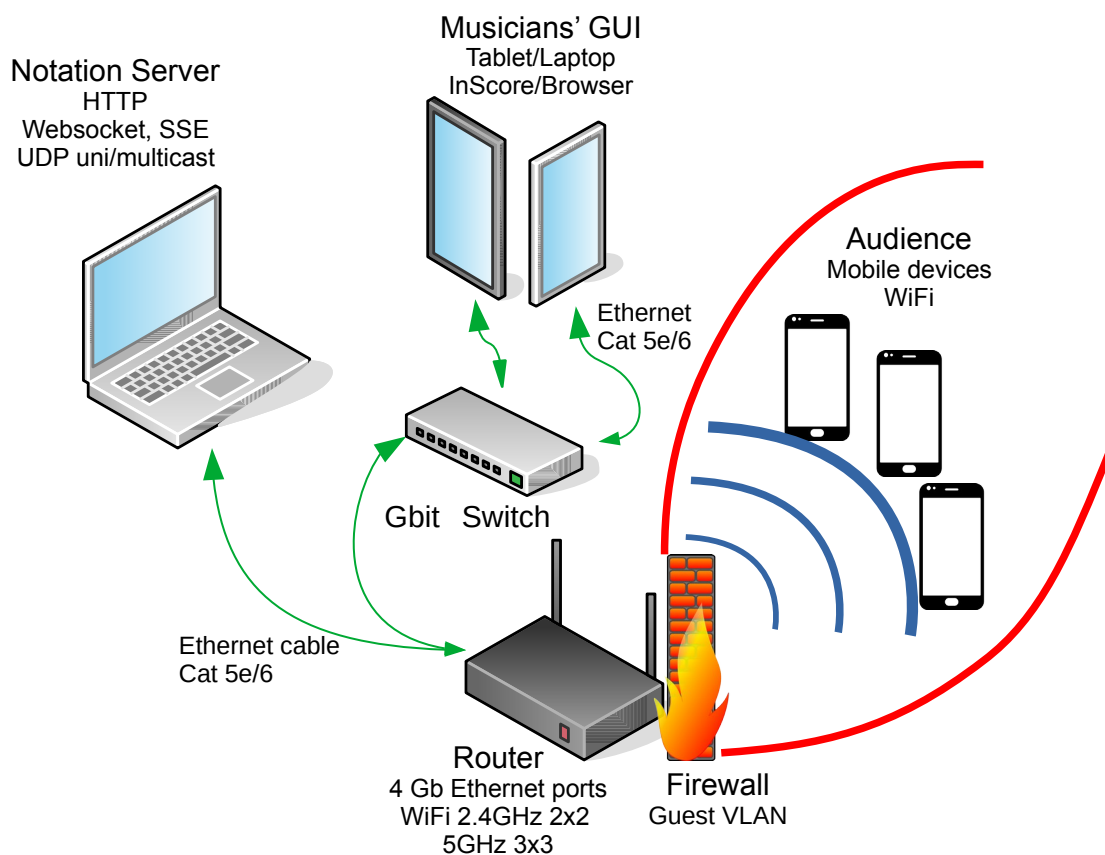 Musicians' GUI
Tablet/Laptop
InScore/Browser
Notation Server
HTTP
Websocket, SSE
UDP uni/multicast
Audience
Mobile devices
WiFi
Ethernet
Cat 5e/6
Gbit Switch
Ethernet cable
Cat 5e/6
Router
4 Gb Ethernet ports
WiFi 2.4GHz 2x2
5GHz 3x3
Firewall
Guest VLAN